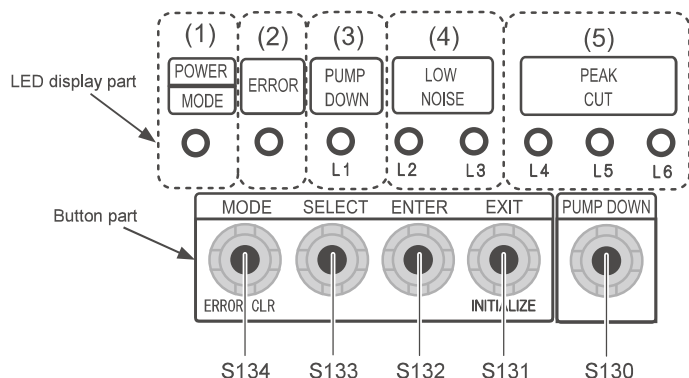 (1) (2) (3) (4) (5)
POWER
MODE
ERROR
PUMP
DOWN
LOW
NOISE
PEAK
CUT
LED display part
L1 L2 L3 L4 L5 L6
Button part
MODE SELECT ENTER EXIT PUMP DOWN
ERROR CLR INITIALIZE
S134 S133 S132 S131 S130